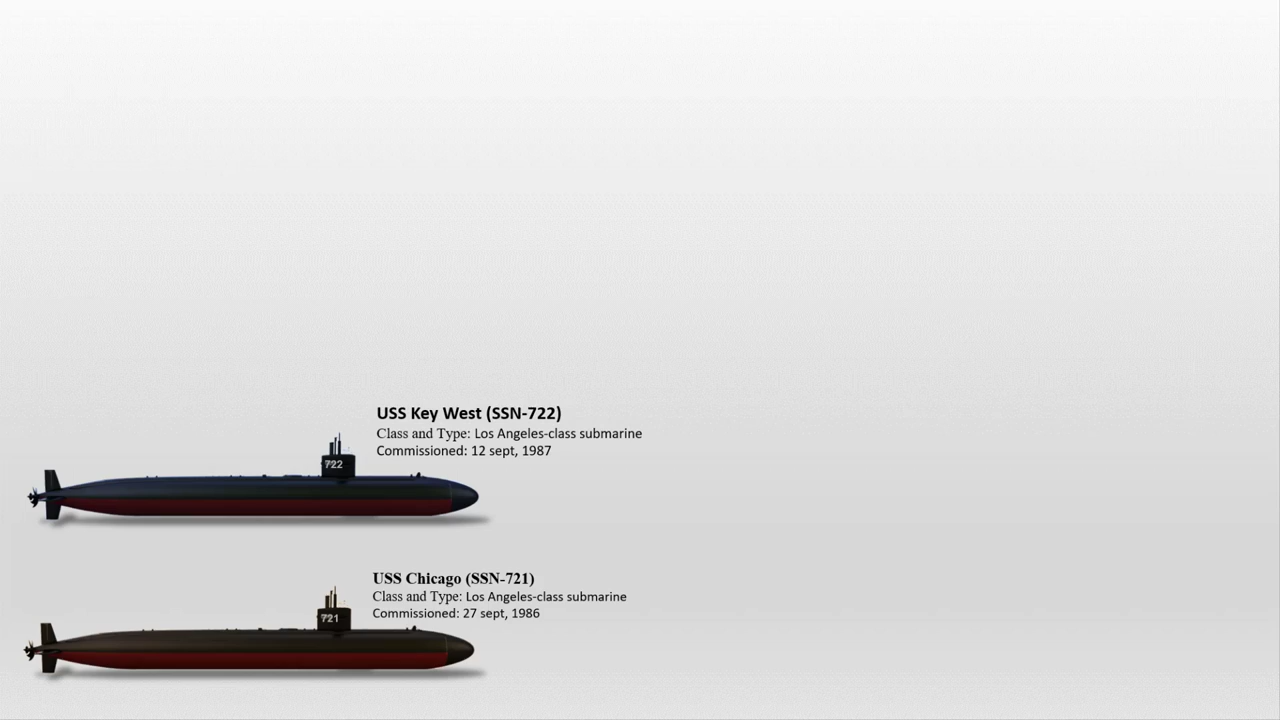 USS Key West (SSN-722)
Class and Type: Los Angeles-class submarine
Commissioned: 12 sept, 1987
722
USS Chicago (SSN-721)
Class and Type: Los Angeles-class submarine
Commissioned: 27 sept, 1986
721